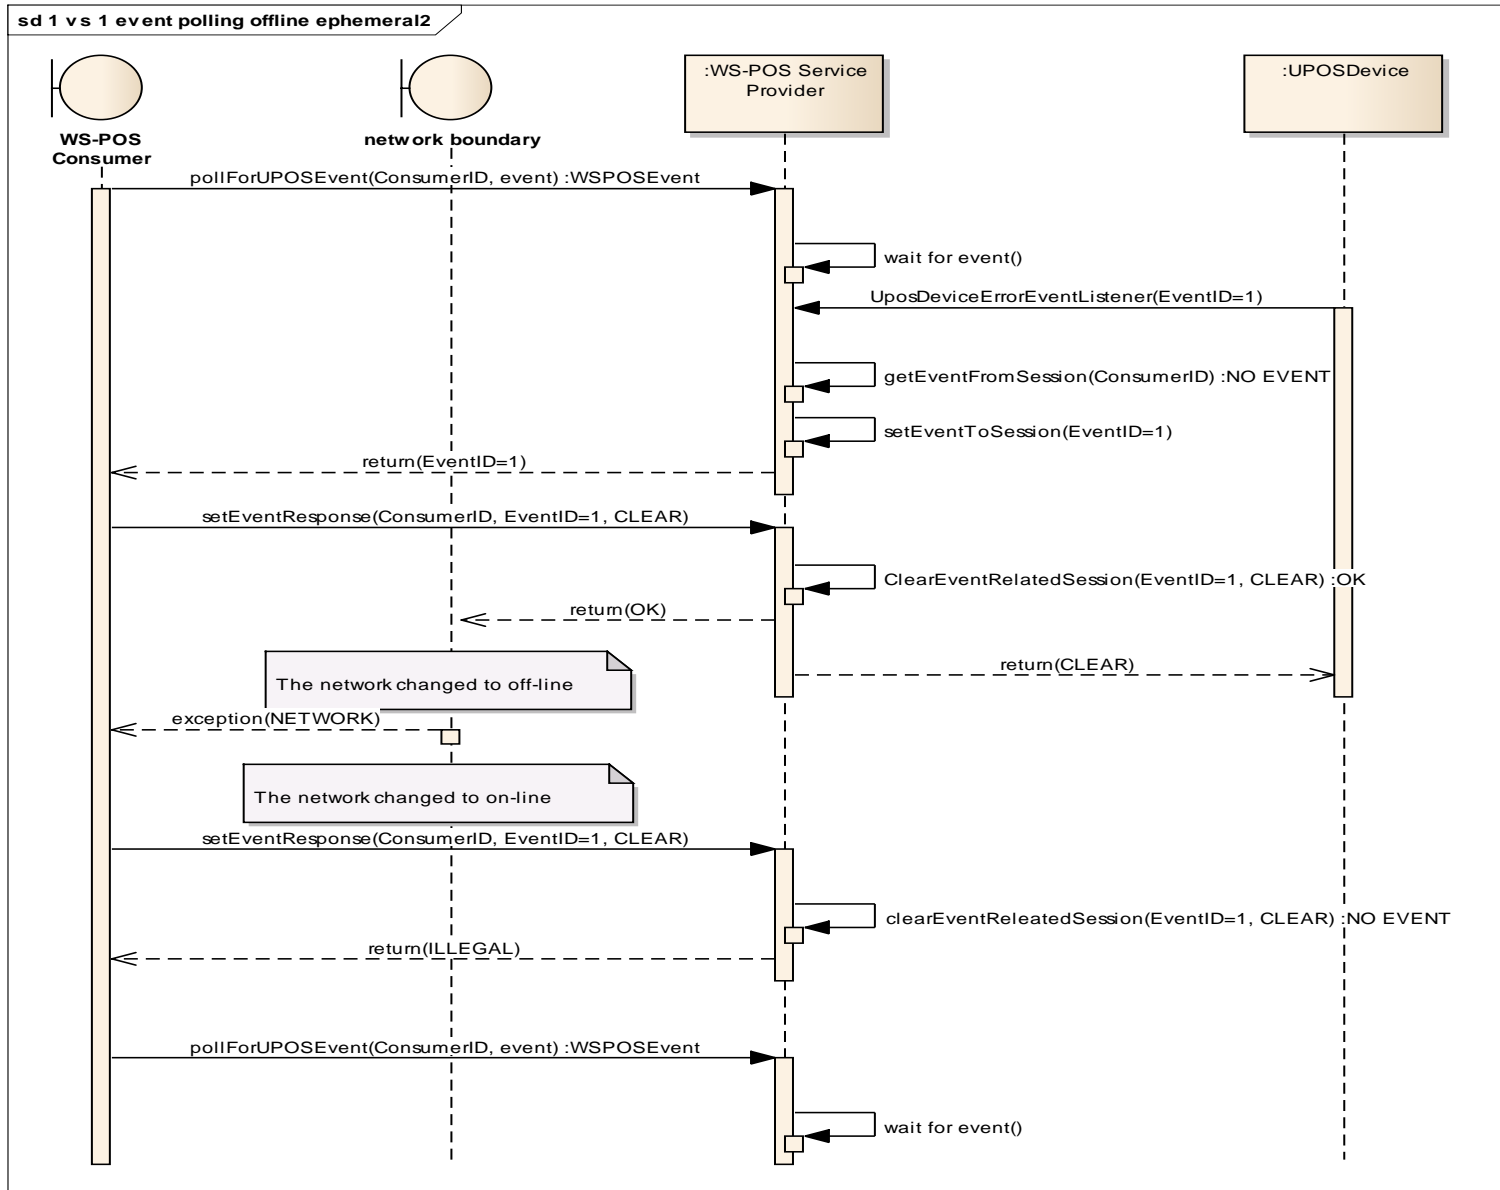 sd 1 vs 1 event polling offline ephemeral2
:WS-POS Service
Provider
:UPOSDevice
WS-POS
Consumer
network boundary
pollForUPOSEvent(ConsumerID, event) :WSPOSEvent
wait for event()
UposDeviceErrorEventListener(EventID=1)
getEventFromSession(ConsumerID) :NO EVENT
setEventToSession(EventID=1)
return(EventID=1)
setEventResponse(ConsumerID, EventID=1, CLEAR)
ClearEventRelatedSession(EventID=1, CLEAR) :OK
return(OK)
return(CLEAR)
The network changed to off-line
exception(NETWORK)
The network changed to on-line
setEventResponse(ConsumerID, EventID=1, CLEAR)
clearEventReleatedSession(EventID=1, CLEAR) :NO EVENT
return(ILLEGAL)
pollForUPOSEvent(ConsumerID, event) :WSPOSEvent
wait for event()